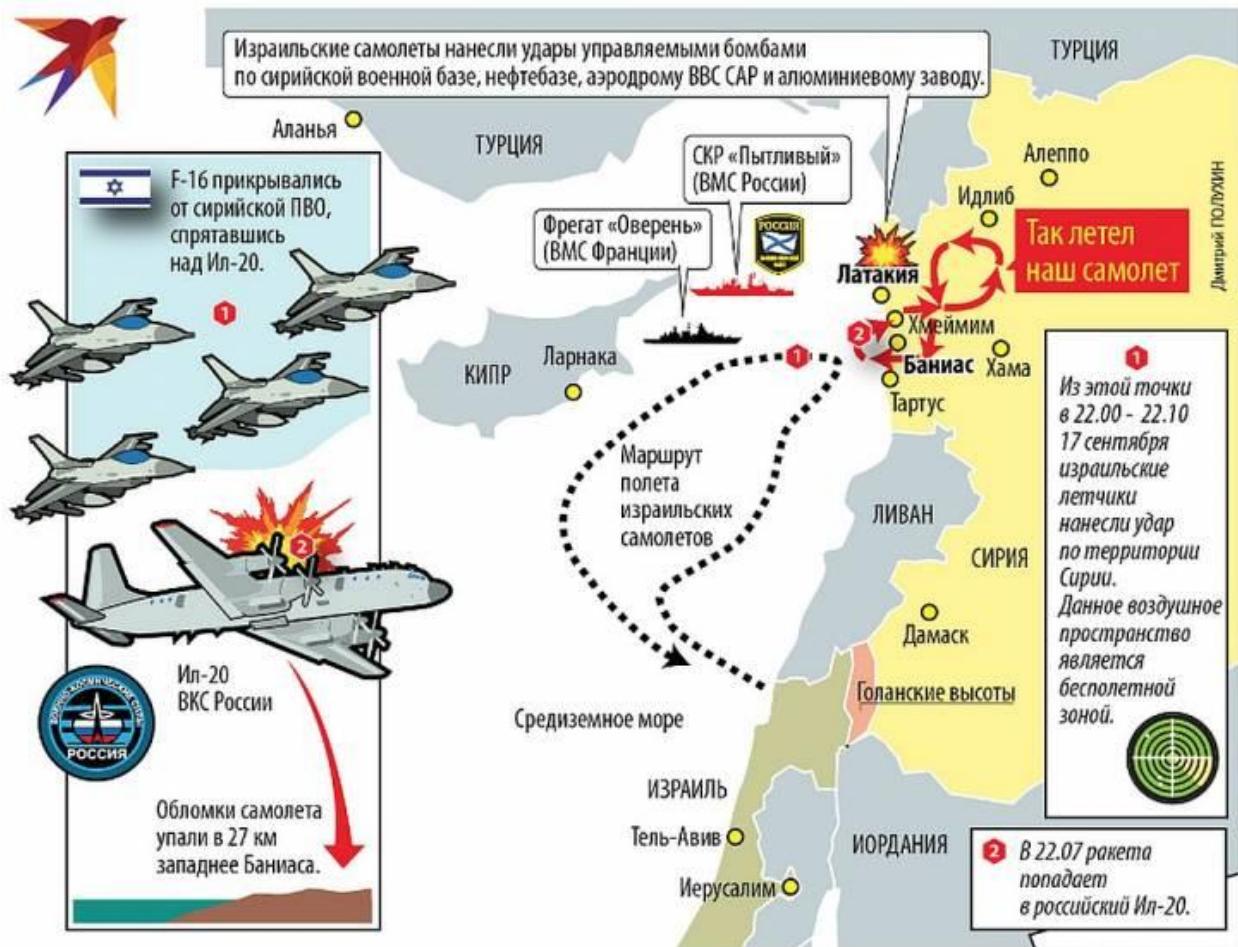 Израильские самолеты нанесли удары управляемыми бомбами
по сирийской военной базе, нефтебазе, аэродрому ВВС САР и алюминиевому заводу.
ТУРЦИЯ
Аланья
ТУРЦИЯ
СКР «Пытливый»
(ВМС России)
Фрегат «Оверень»
(ВМС Франции)
РОССИЯ
Алеппо
Идлиб
Так летел
наш самолет
Дмитрий ПОЛУХИН
Латакия
Хмеймим
2
1
Баниас
Хама
Тартус
КИПР
Ларнака
F-16 прикрывались
от сирийской ПВО,
спрятавшись
над Ил-20.
1
2
Ил-20
ВКС России
РОССИЯ
Обломки самолета
упали в 27 км
западнее Баниаса.
Маршрут
полета
израильских
самолетов
ЛИВАН
СИРИЯ
Дамаск
Голанские высоты
Средиземное море
ИЗРАИЛЬ
Тель-Авив
Иерусалим
ИОРДАНИЯ
1
Из этой точки
в 22.00 - 22.10
17 сентября
израильские
летчики
нанесли удар
по территории
Сирии.
Данное воздушное
пространство
является
бесполетной
зоной.
2
В 22.07 ракета
попадает
в российский Ил-20.